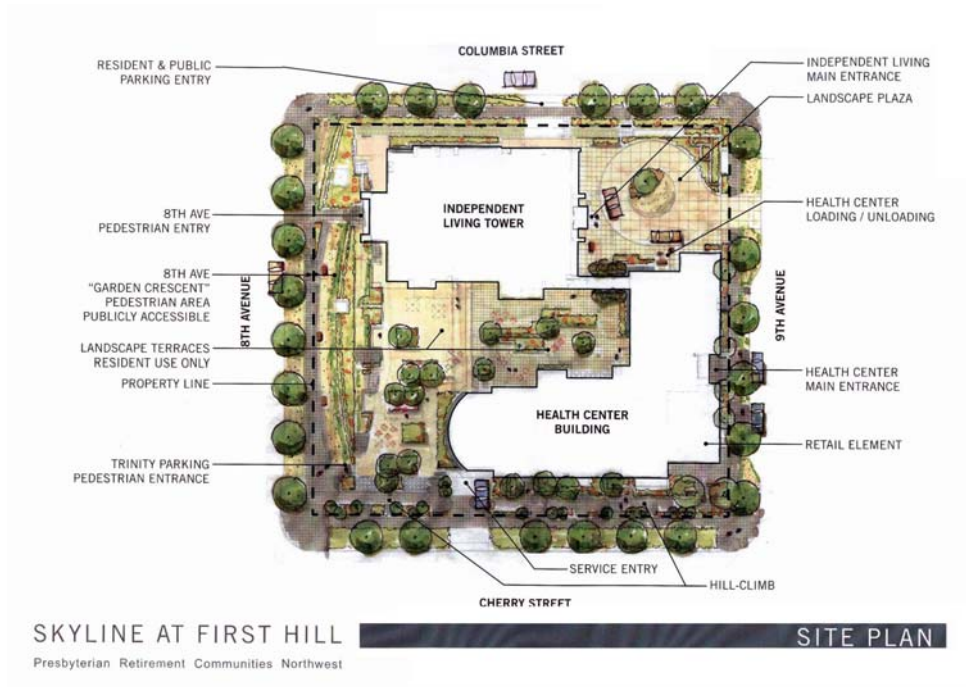 COLUMBIA STREET
RESIDENT & PUBLIC
PARKING ENTRY
INDEPENDENT LIVING
MAIN ENTRANCE
LANDSCAPE PLAZA
INDEPENDENT
LIVING TOWER
HEALTH CENTER
LOADING / UNLOADING
8TH AVE
PEDESTRIAN ENTRY
8TH AVE
"GARDEN CRESCENT"
PEDESTRIAN AREA
PUBLICLY ACCESSIBLE
8TH AVENUE
9TH AVENUE
LANDSCAPE TERRACES
RESIDENT USE ONLY
PROPERTY LINE
HEALTH CENTER
MAIN ENTRANCE
HEALTH CENTER
BUILDING
RETAIL ELEMENT
TRINITY PARKING
PEDESTRIAN ENTRANCE
SERVICE ENTRY
HILL-CLIMB
CHERRY STREET
SKYLINE AT FIRST HILL
SITE PLAN
Presbyterian Retirement Communities Northwest